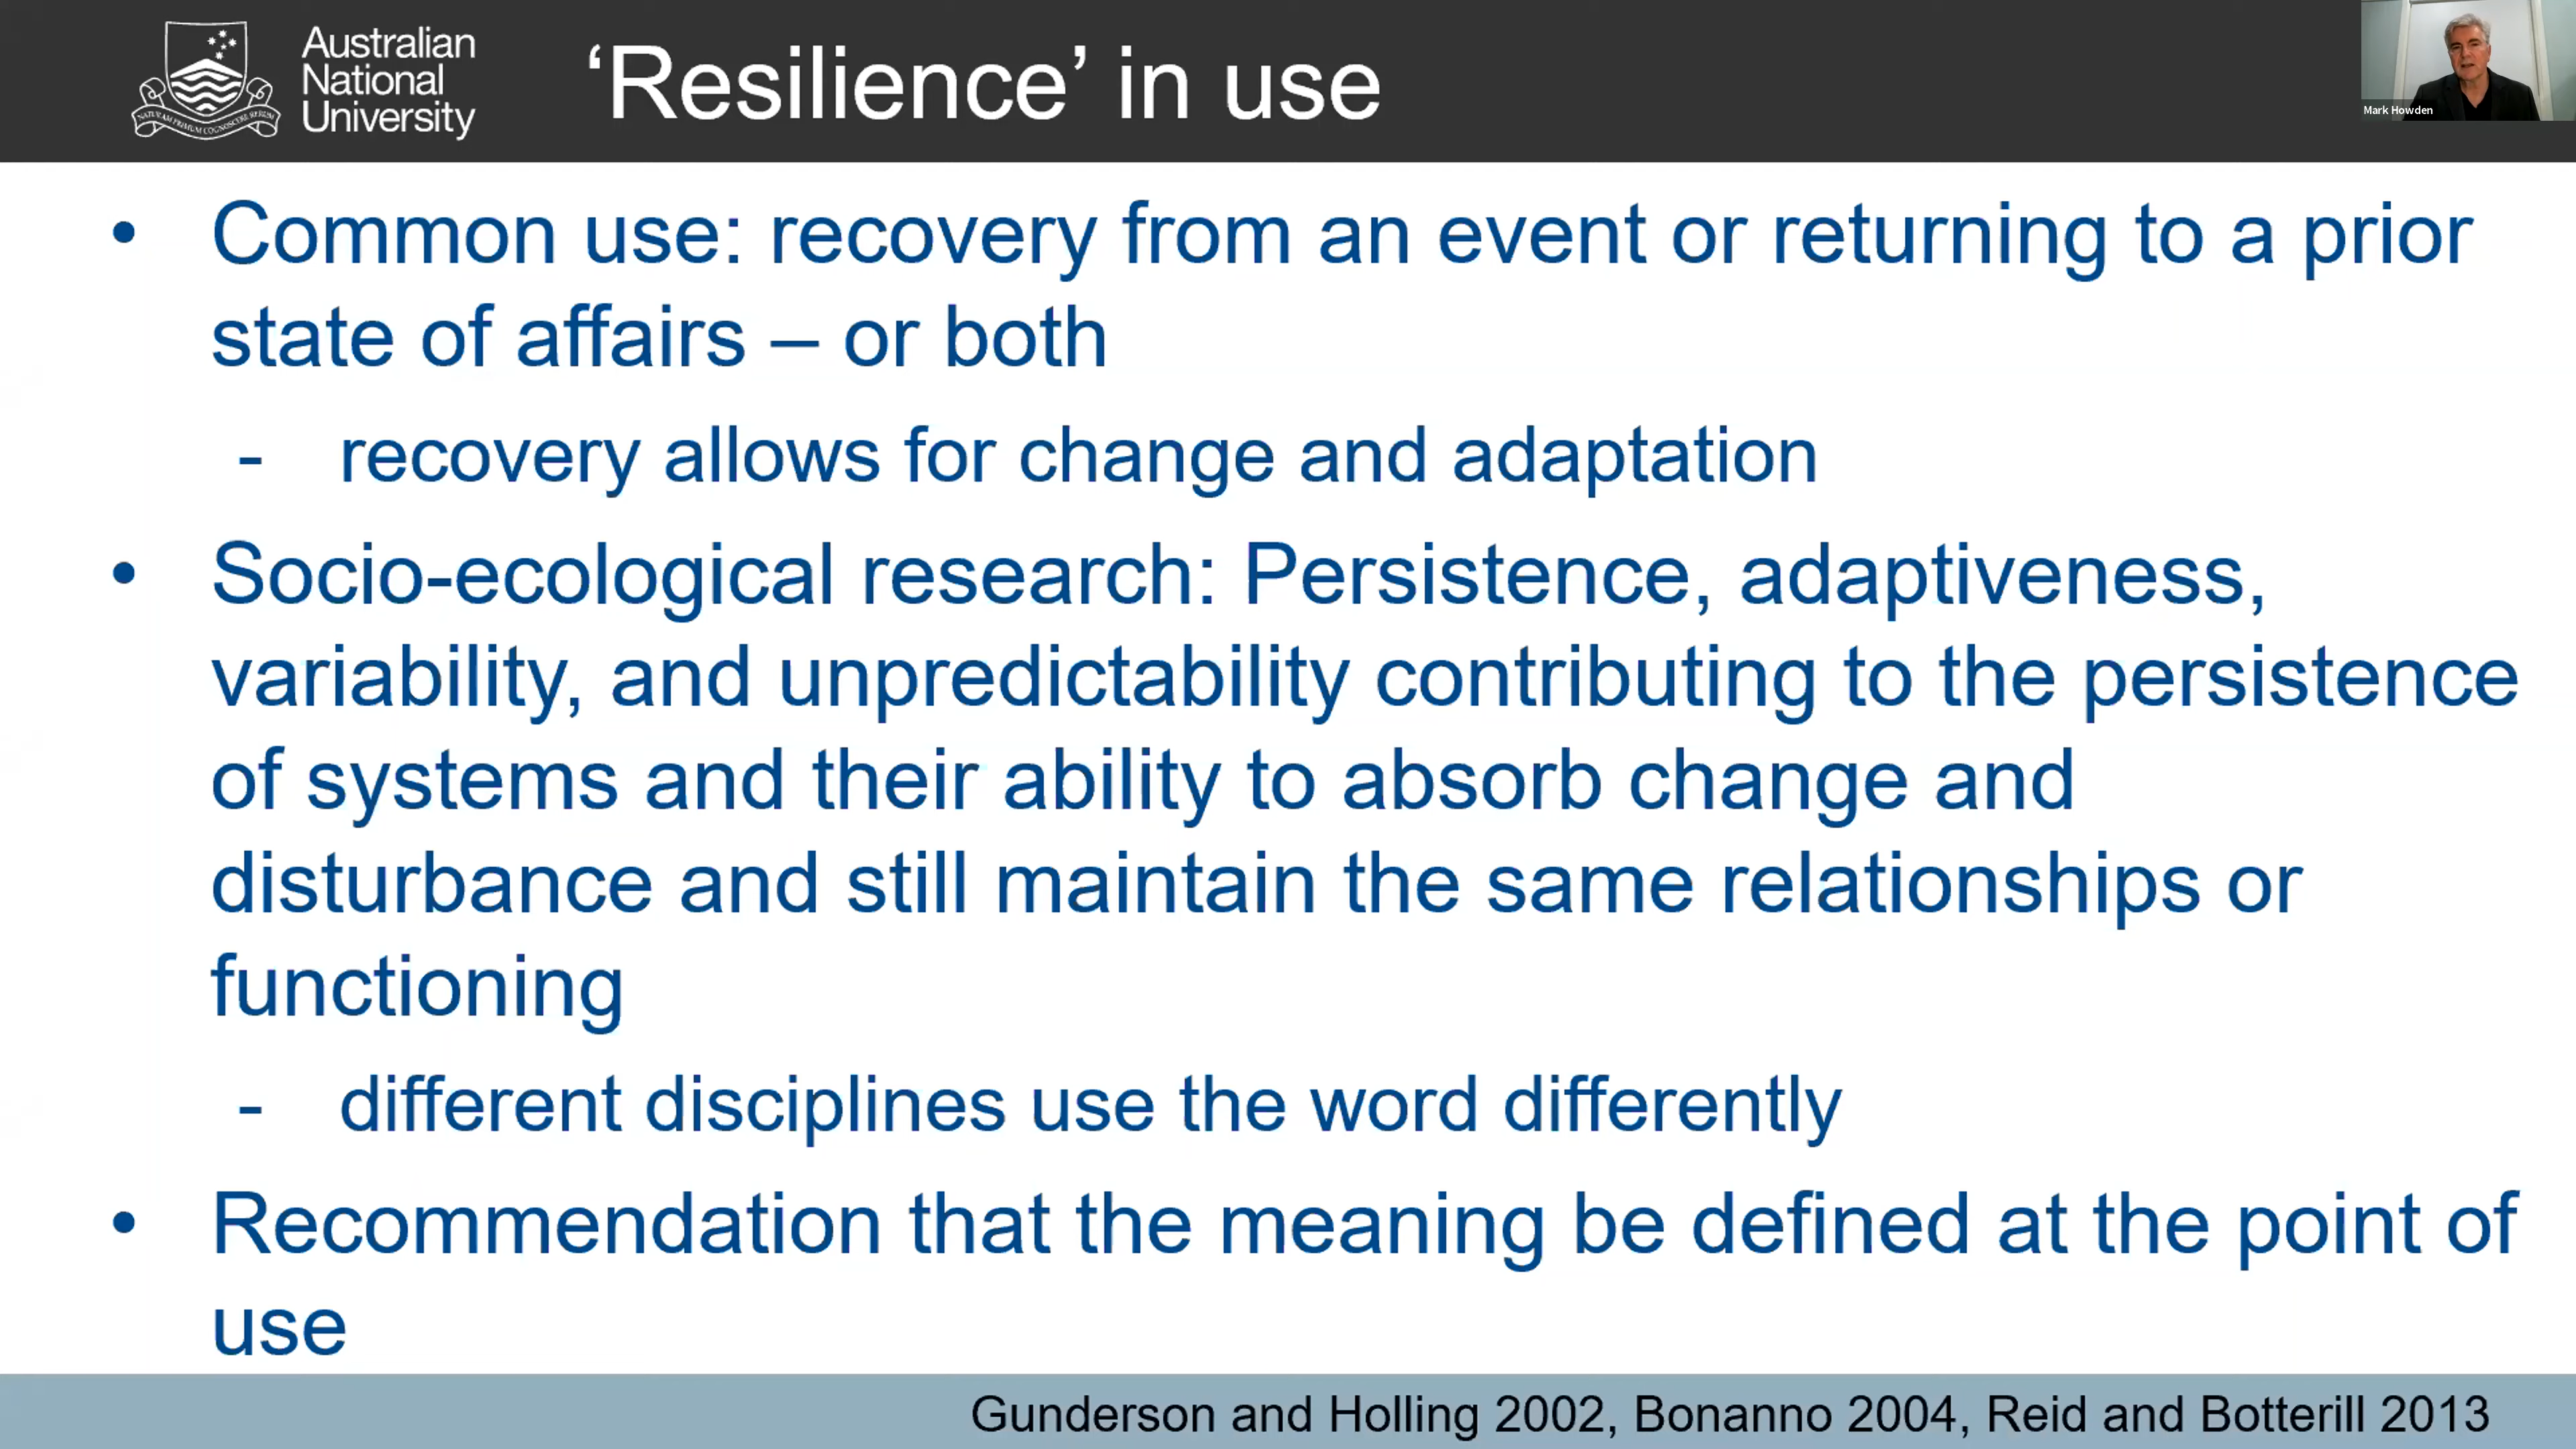 Australian
National
University
NATURAM PRIMUM COGNOSCERE RERUM
‘Resilience’ in use
Mark Howden
• Common use: recovery from an event or returning to a prior
state of affairs – or both
- recovery allows for change and adaptation
• Socio-ecological research: Persistence, adaptiveness,
variability, and unpredictability contributing to the persistence
of systems and their ability to absorb change and
disturbance and still maintain the same relationships or
functioning
- different disciplines use the word differently
• Recommendation that the meaning be defined at the point of
use
Gunderson and Holling 2002, Bonanno 2004, Reid and Botterill 2013